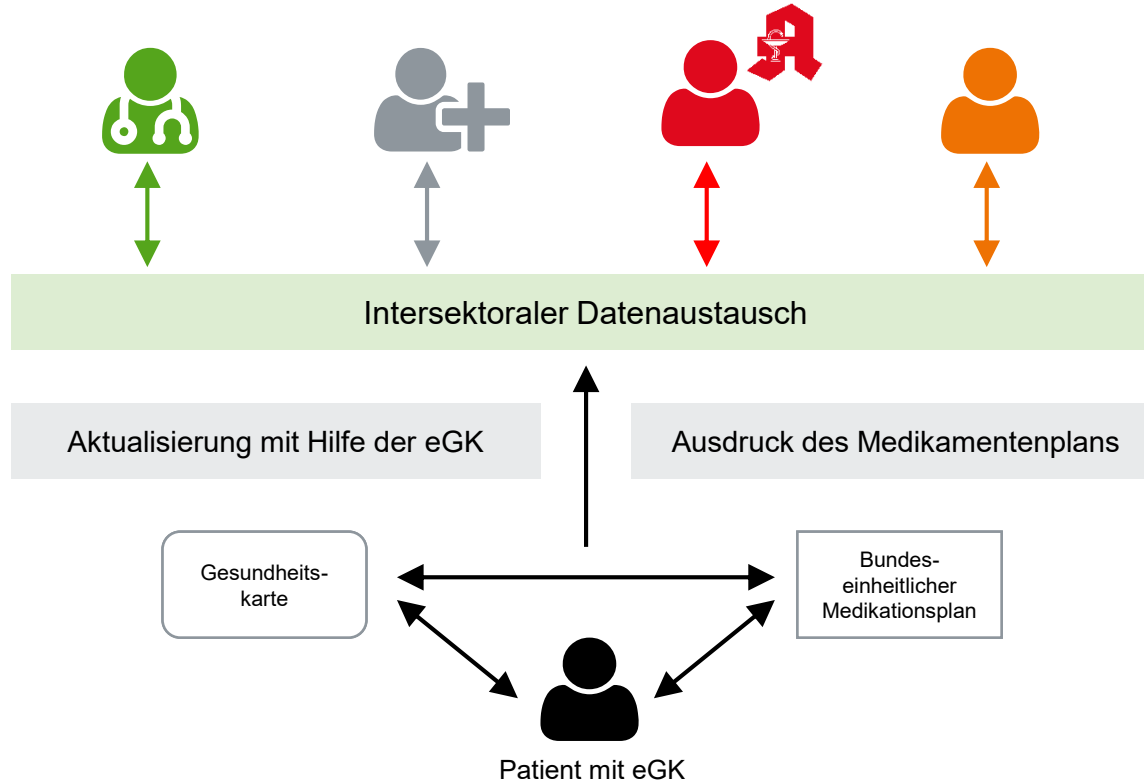 Intersektoraler Datenaustausch
Aktualisierung mit Hilfe der eGK
Ausdruck des Medikamentenplans
Gesundheits-
karte
Bundes-
einheitlicher
Medikationsplan
Patient mit eGK